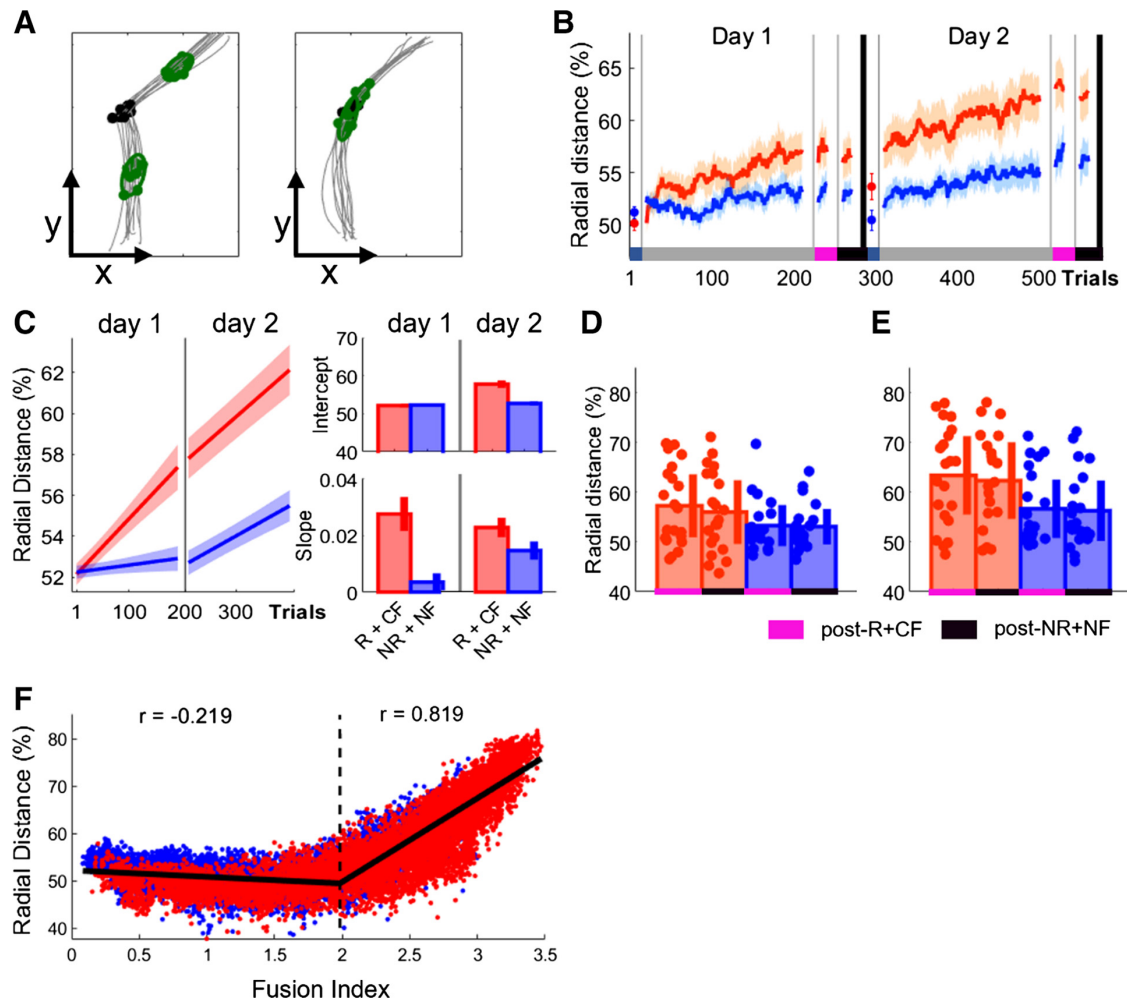 A
y
x
y
x
B
Day 1
Day 2
Radial distance (%)
65
60
55
50
1
100
200
300
400
500
Trials
C
day 1
day 2
Radial Distance (%)
62
60
58
56
54
52
1
100
200
300
Trials
day 1
day 2
Intercept
70
60
50
40
Slope
0.04
0.02
0
R + CF
NR + NF
R + CF
NR + NF
D
Radial distance (%)
80
70
60
50
40
E
Radial distance (%)
80
70
60
50
40
post-R+CF
post-NR+NF
F
r = -0.219
r = 0.819
Radial Distance (%)
80
70
60
50
40
0
0.5
1
1.5
2
2.5
3
3.5
Fusion Index